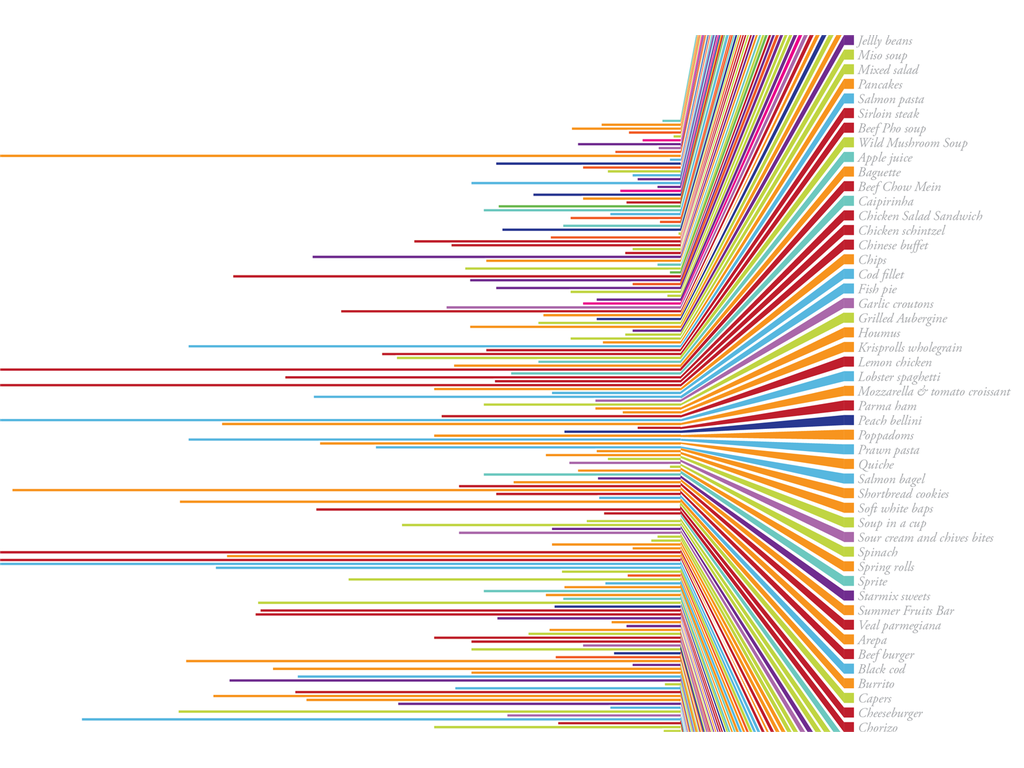 Jellly beans
Miso soup
Mixed salad
Pancakes
Salmon pasta
Sirloin steak
Beef Pho soup
Wild Mushroom Soup
Apple juice
Baguette
Beef Chow Mein
Caipirinha
Chicken Salad Sandwich
Chicken schintzel
Chinese buffet
Chips
Cod fillet
Fish pie
Garlic croutons
Grilled Aubergine
Houmus
Krisprolls wholegrain
Lemon chicken
Lobster spaghetti
Mozzarella & tomato croissant
Parma ham
Peach bellini
Poppadoms
Prawn pasta
Quiche
Salmon bagel
Shortbread cookies
Soft white baps
Soup in a cup
Sour cream and chives bites
Spinach
Spring rolls
Sprite
Starmix sweets
Summer Fruits Bar
Veal parmegiana
Arepa
Beef burger
Black cod
Burrito
Capers
Cheeseburger
Chorizo